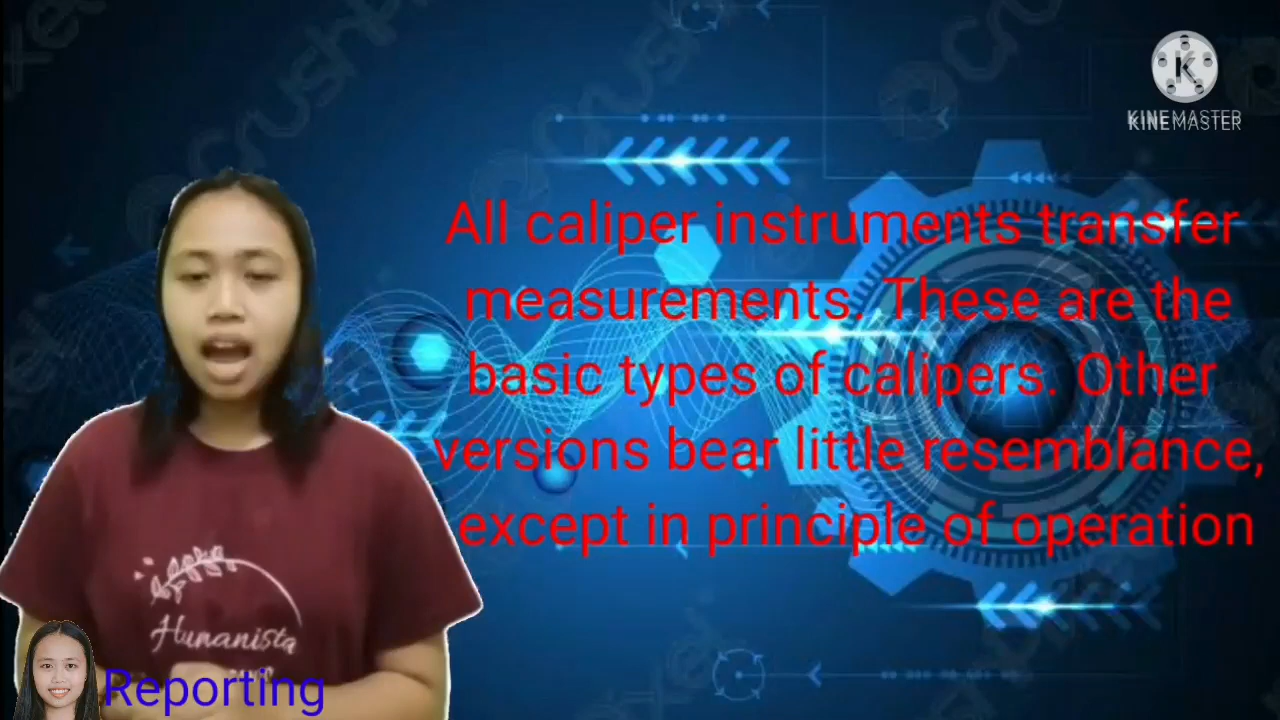 KINEMASTER
All caliper instruments transfer
measurements. These are the
basic types of calipers. Other
versions bear little resemblance,
except in principle of operation
Humanista
Reporting